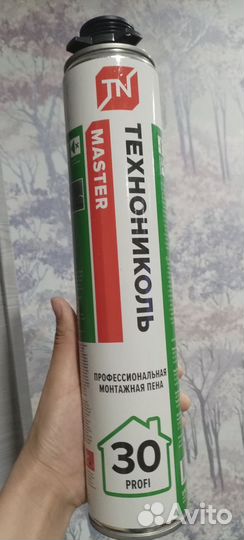 TN
MASTER
ТЕХНОНИКОЛЬ
ПРОФЕССИОНАЛЬНАЯ
МОНТАЖНАЯ ПЕНА
30
PROFI
Avito